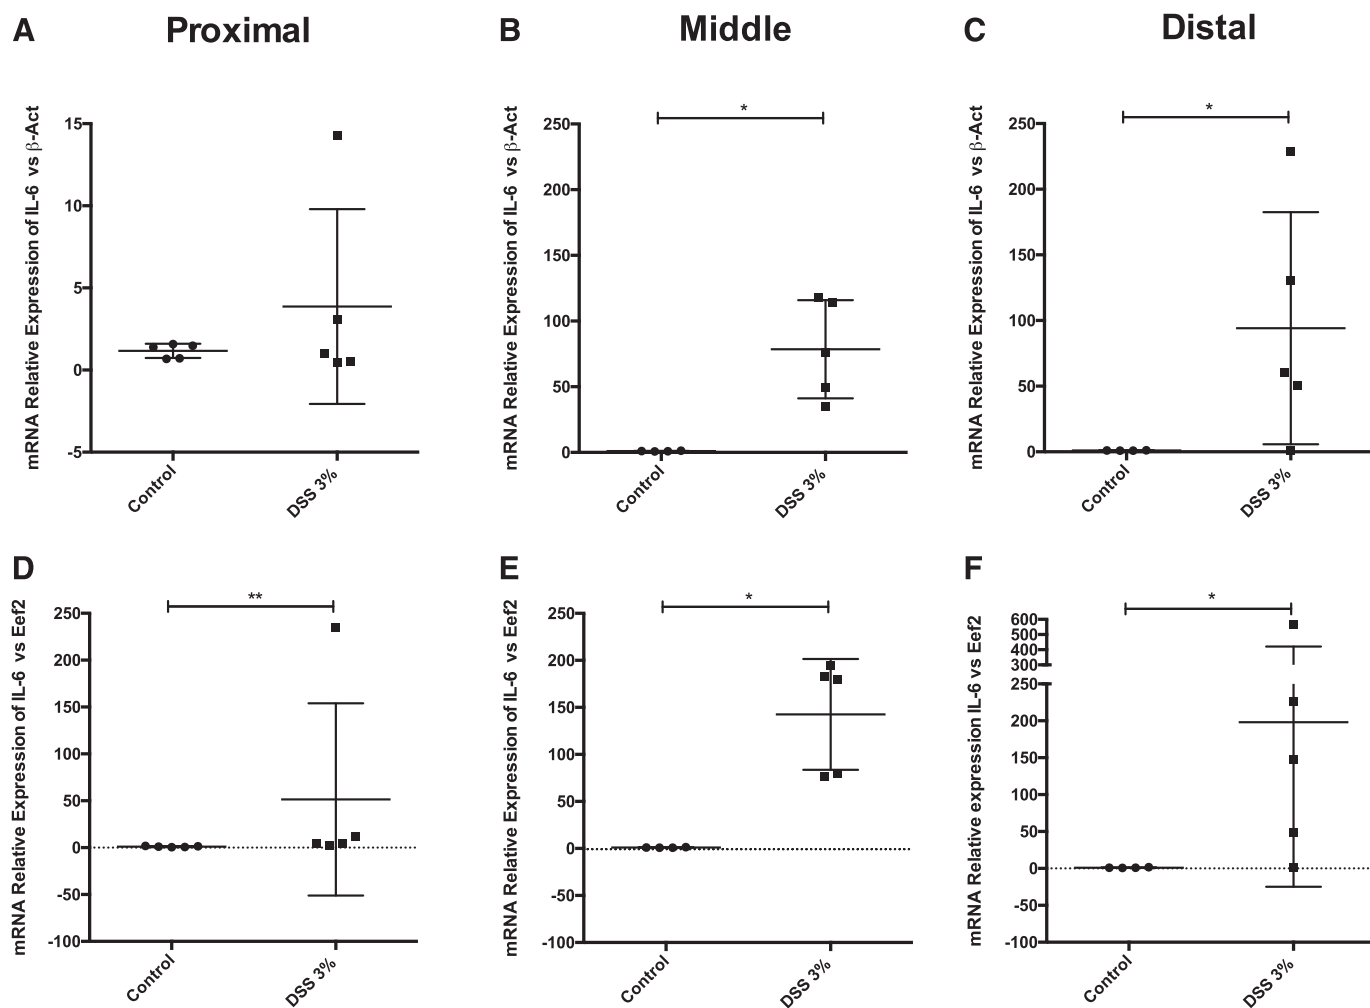 A Proximal
B Middle
C Distal
mRNA Relative Expression of IL-6 vs β-Act
15
10
5
0
-5
Control
DSS 3%
mRNA Relative Expression of IL-6 vs β-Act
*
250
200
150
100
50
0
Control
DSS 3%
mRNA Relative Expression of IL-6 vs β-Act
*
250
200
150
100
50
0
Control
DSS 3%
D
mRNA Relative Expression of IL-6 vs Eef2
**
250
200
150
100
50
0
-50
-100
Control
DSS 3%
E
mRNA Relative Expression of IL-6 vs Eef2
*
250
200
150
100
50
0
-50
-100
Control
DSS 3%
F
mRNA Relative expression IL-6 vs Eef2
*
600
500
400
300
250
200
150
100
50
0
-50
-100
Control
DSS 3%